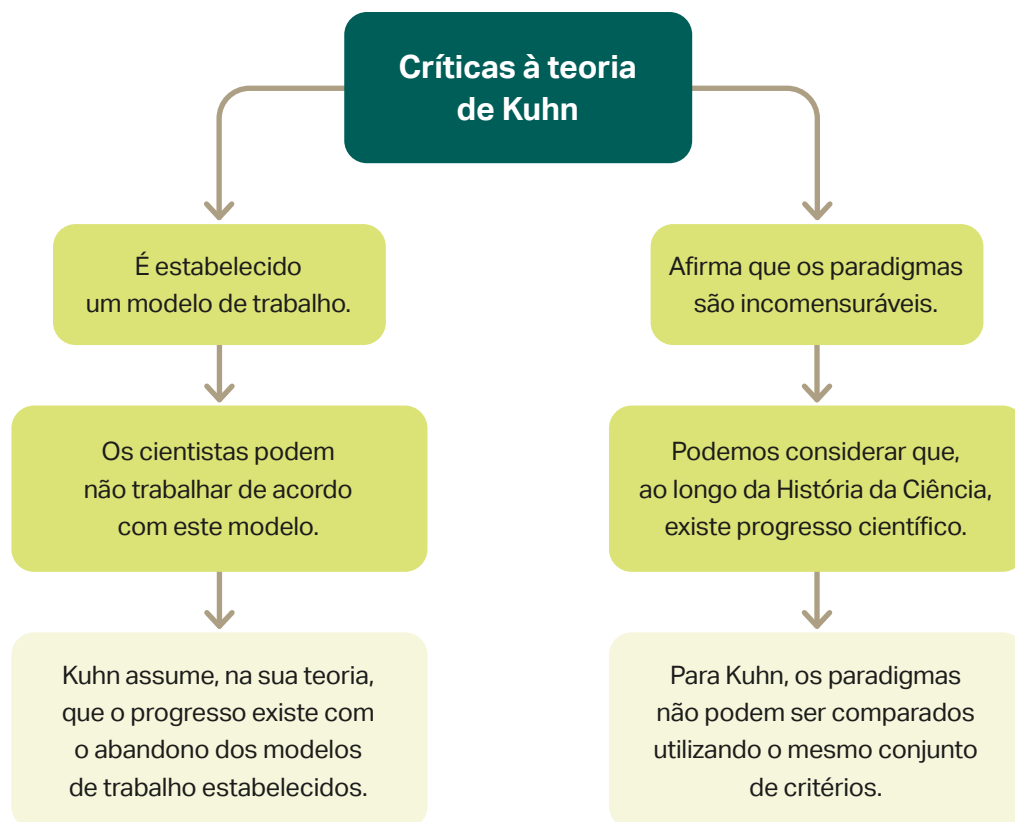 Críticas à teoria
de Kuhn
É estabelecido
um modelo de trabalho.
Os cientistas podem
não trabalhar de acordo
com este modelo.
Kuhn assume, na sua teoria,
que o progresso existe com
o abandono dos modelos
de trabalho estabelecidos.
Afirma que os paradigmas
são incomensuráveis.
Podemos considerar que,
ao longo da História da Ciência,
existe progresso científico.
Para Kuhn, os paradigmas
não podem ser comparados
utilizando o mesmo conjunto
de critérios.